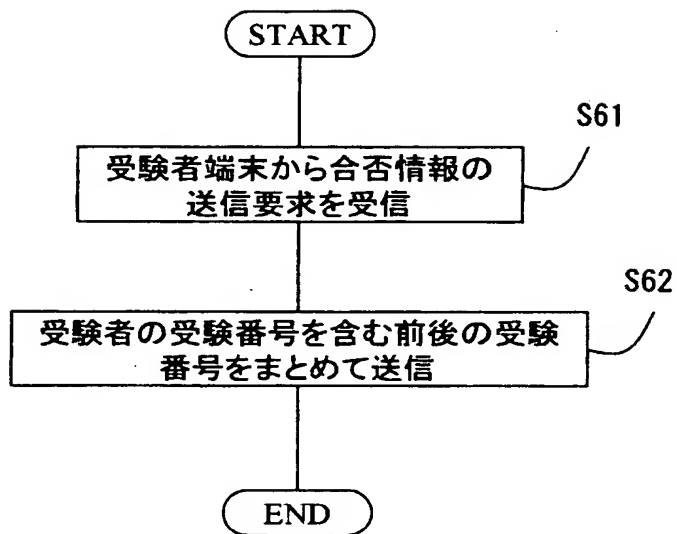 START
S61
受験者端末から合否情報の
送信要求を受信
S62
受験者の受験番号を含む前後の受験
番号をまとめて送信
END